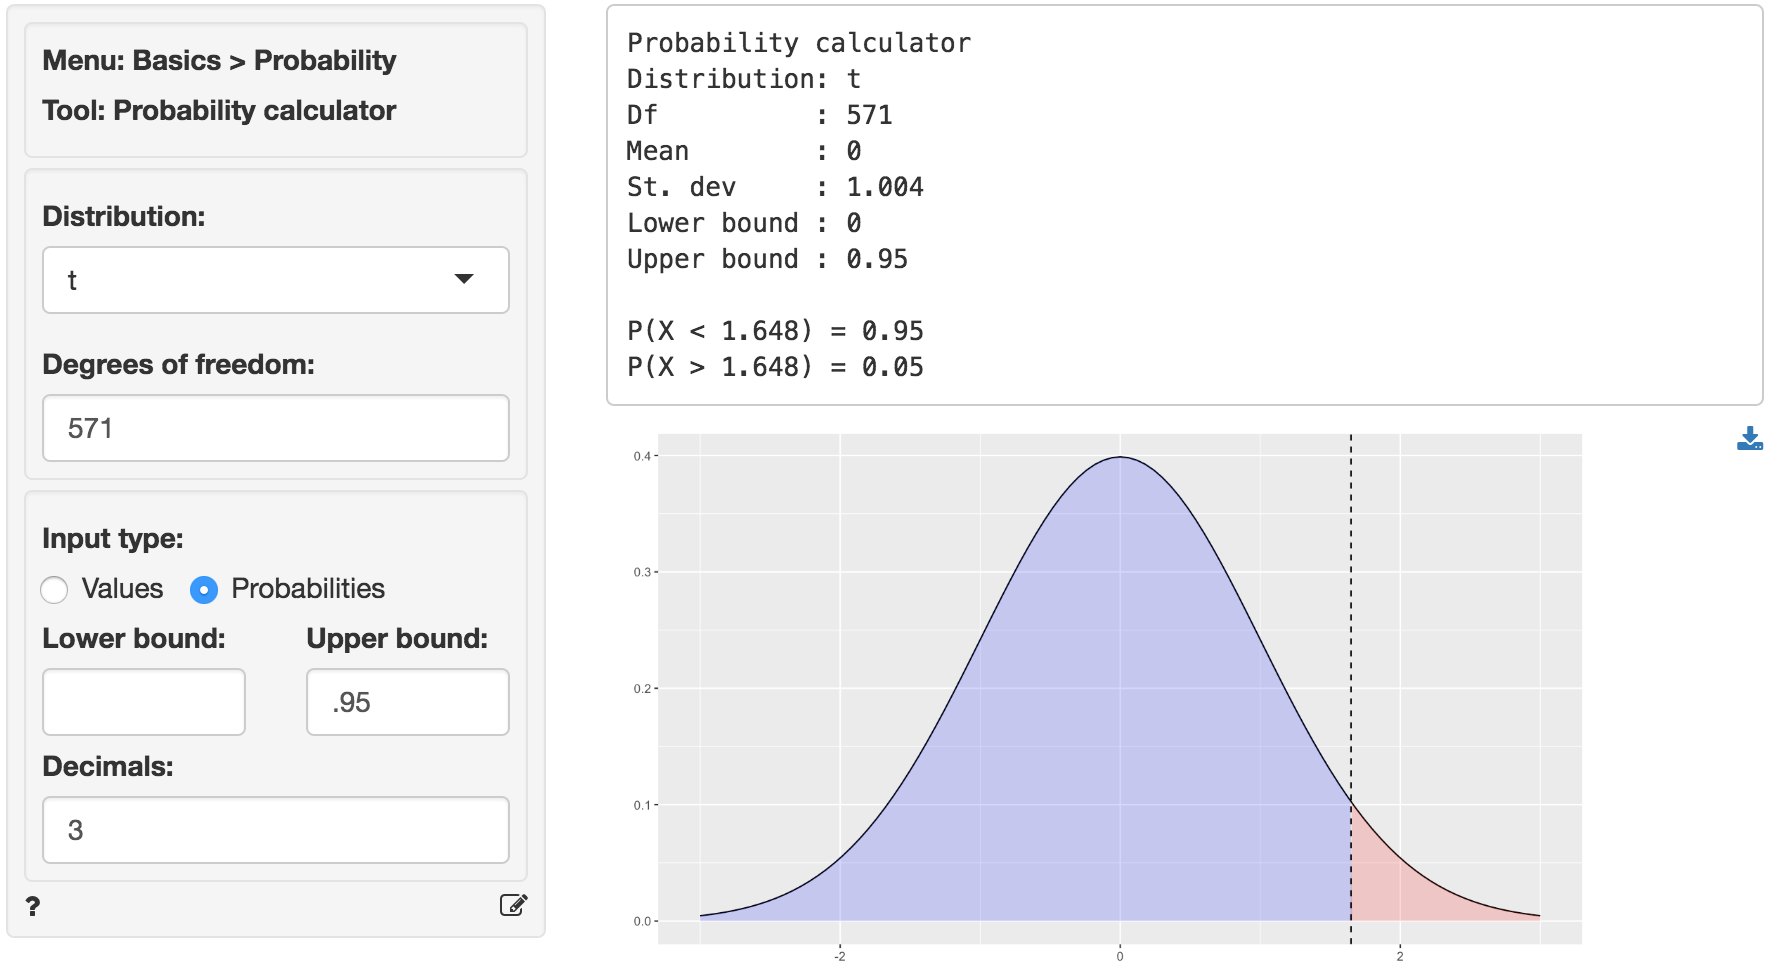 Menu: Basics > Probability
Tool: Probability calculator
Distribution:
t
Degrees of freedom:
571
Input type:
Values Probabilities
Lower bound: Upper bound:
.95
Decimals:
3
?
Probability calculator
Distribution: t
Df : 571
Mean : 0
St. dev : 1.004
Lower bound : 0
Upper bound : 0.95
P(X < 1.648) = 0.95
P(X > 1.648) = 0.05
0.4
0.3
0.2
0.1
0.0
-2 0 2